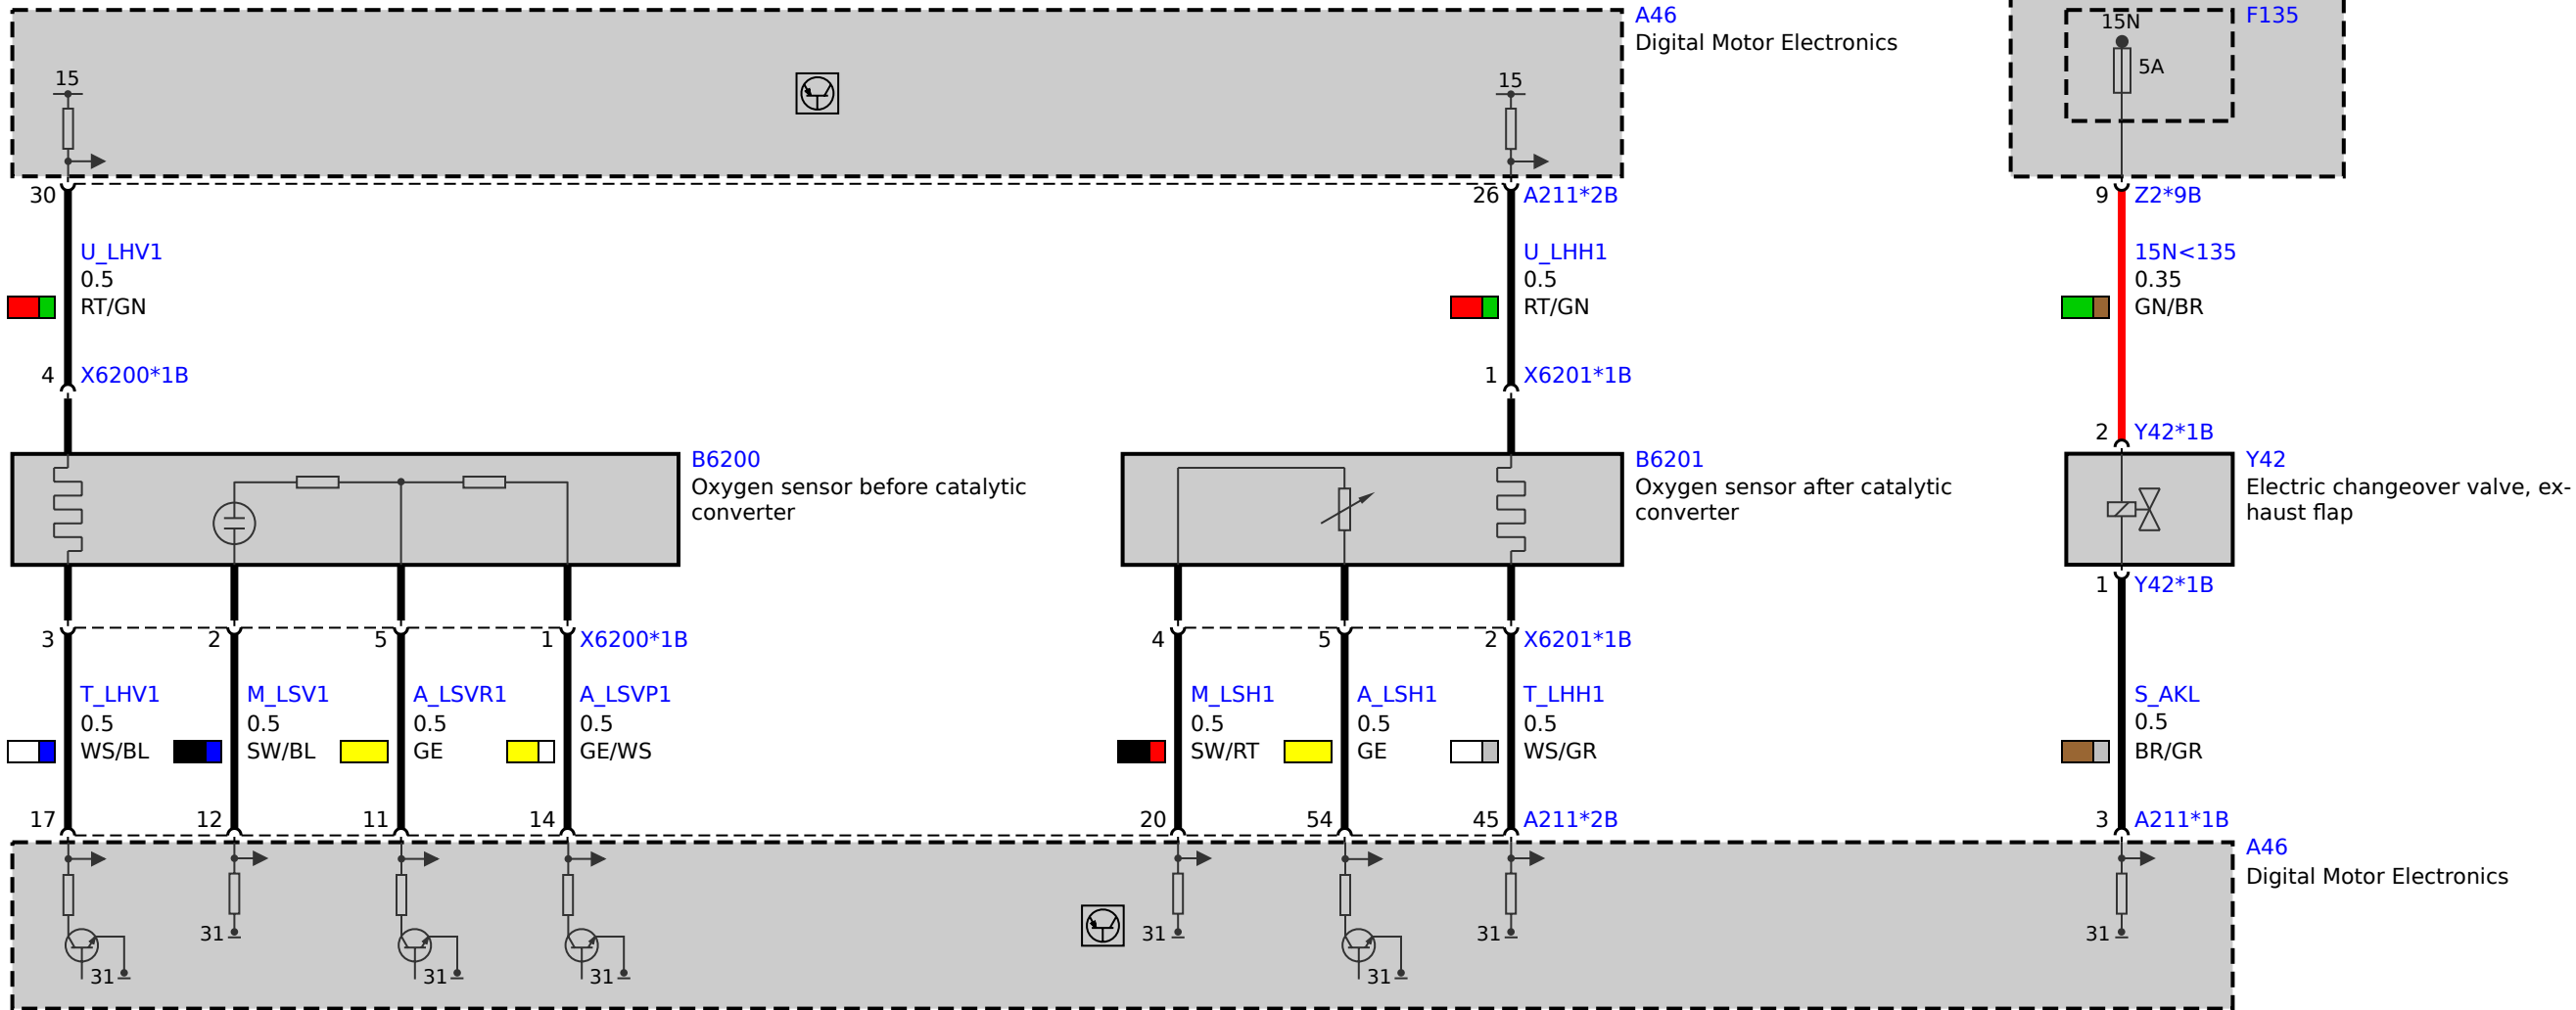 A46
Digital Motor Electronics
15
15
15N
5A
F135
30
26
A211*2B
9
Z2*9B
U_LHV1
0.5
RT/GN
U_LHH1
0.5
RT/GN
15N<135
0.35
GN/BR
4
X6200*1B
1
X6201*1B
2
Y42*1B
B6200
Oxygen sensor before catalytic
converter
B6201
Oxygen sensor after catalytic
converter
Y42
Electric changeover valve, ex-
haust flap
1
Y42*1B
3
2
5
1
X6200*1B
4
5
2
X6201*1B
T_LHV1
0.5
WS/BL
M_LSV1
0.5
SW/BL
A_LSVR1
0.5
GE
A_LSVP1
0.5
GE/WS
M_LSH1
0.5
SW/RT
A_LSH1
0.5
GE
T_LHH1
0.5
WS/GR
S_AKL
0.5
BR/GR
17
12
11
14
20
54
45
A211*2B
3
A211*1B
A46
Digital Motor Electronics
31
31
31
31
31
31
31
31